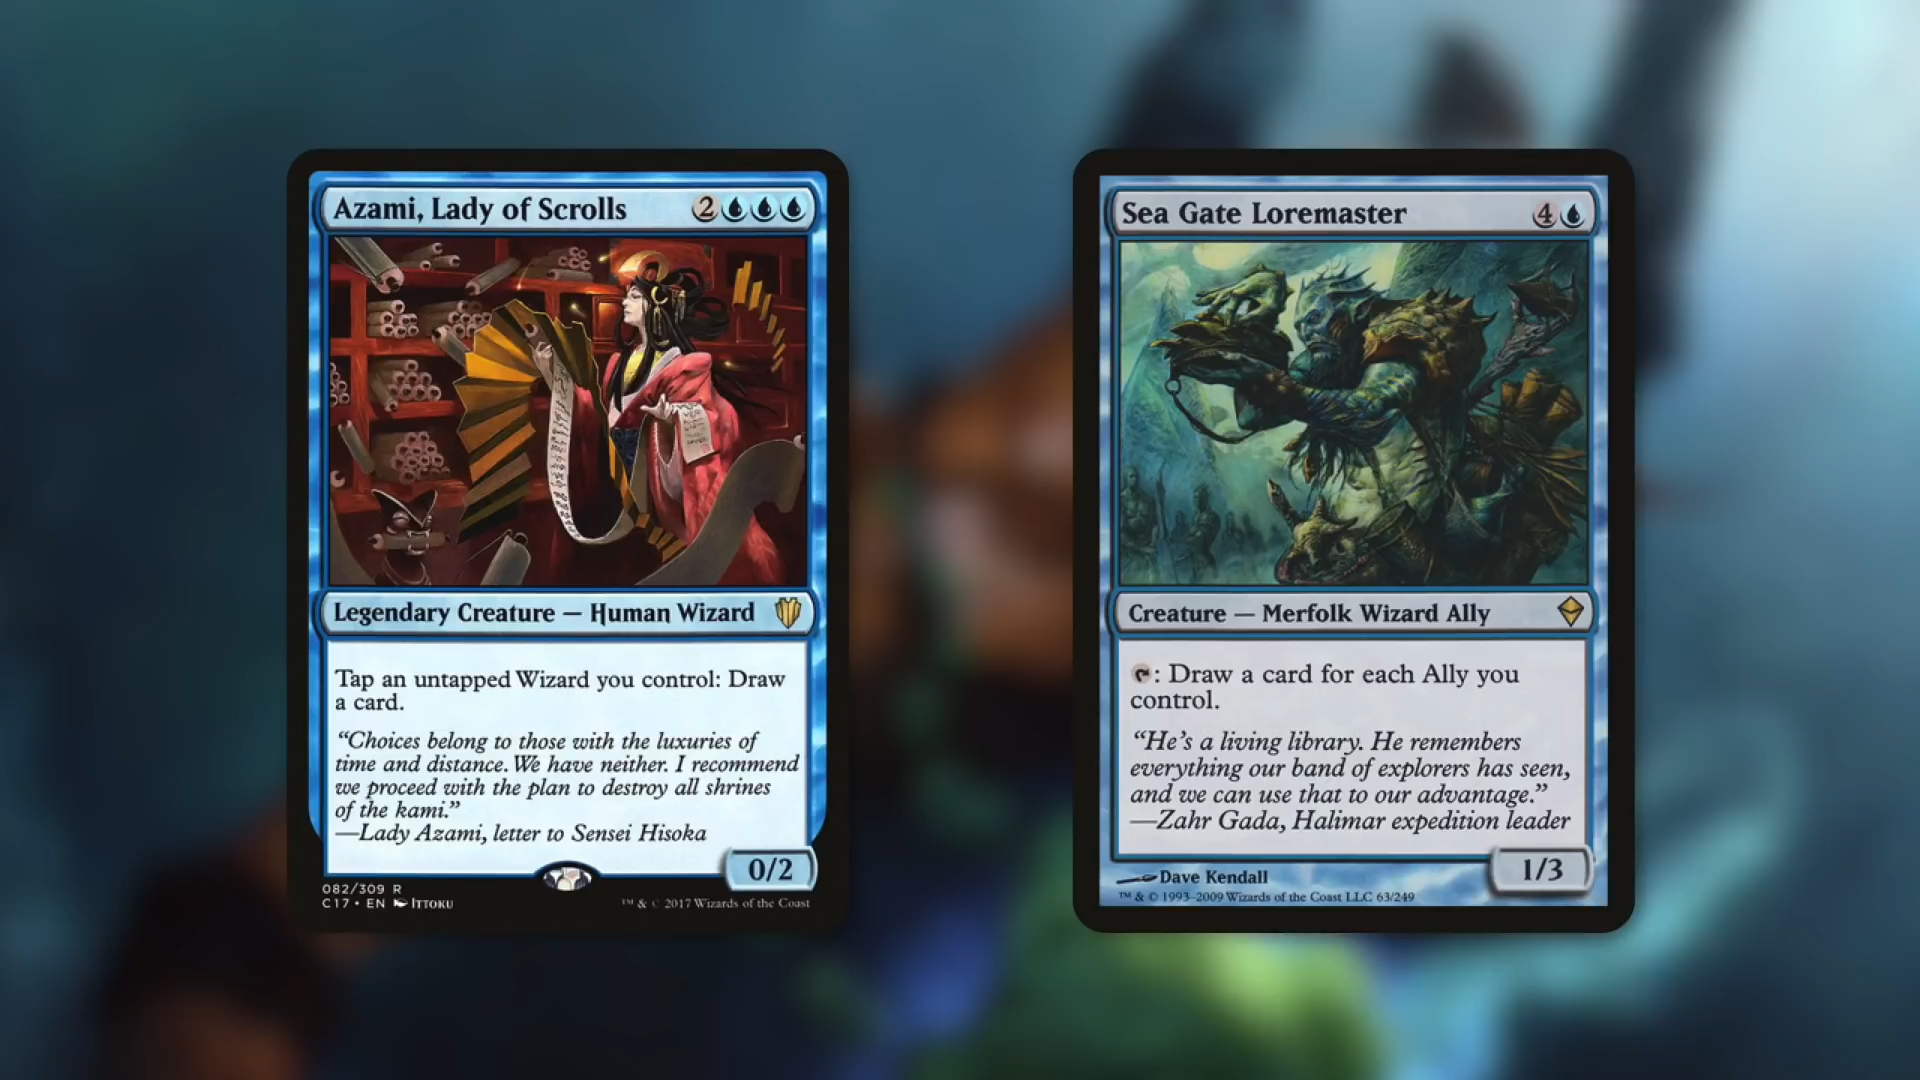 Azami, Lady of Scrolls 2
Legendary Creature — Human Wizard
Tap an untapped Wizard you control: Draw
a card.
“Choices belong to those with the luxuries of
time and distance. We have neither. I recommend
we proceed with the plan to destroy all shrines
of the kami.”
—Lady Azami, letter to Sensei Hisoka
0/2
082/309 R
C17 • EN ITTOKU
™ & © 2017 Wizards of the Coast
Sea Gate Loremaster 4
Creature — Merfolk Wizard Ally
: Draw a card for each Ally you
control.
“He’s a living library. He remembers
everything our band of explorers has seen,
and we can use that to our advantage.”
—Zahr Gada, Halimar expedition leader
1/3
Dave Kendall
™ & © 1993–2009 Wizards of the Coast LLC 63/249